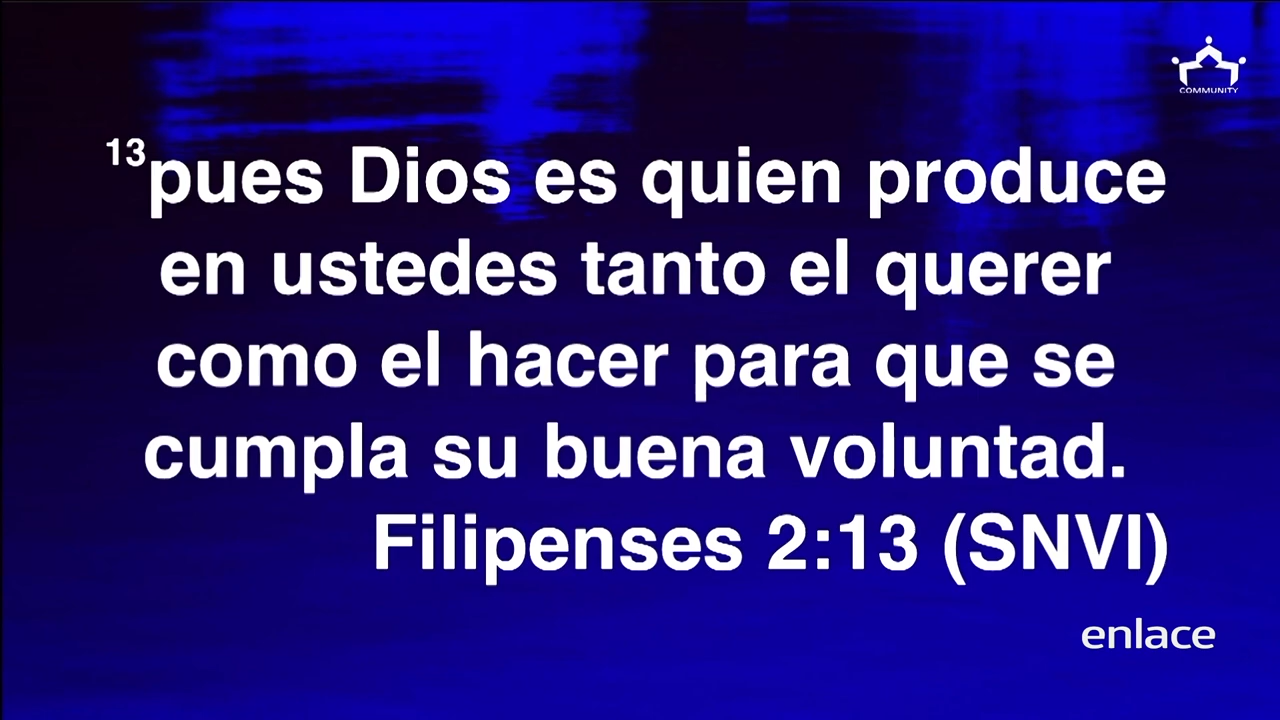 COMMUNITY
13pues Dios es quien produce
en ustedes tanto el querer
como el hacer para que se
cumpla su buena voluntad.
Filipenses 2:13 (SNVI)
enlace